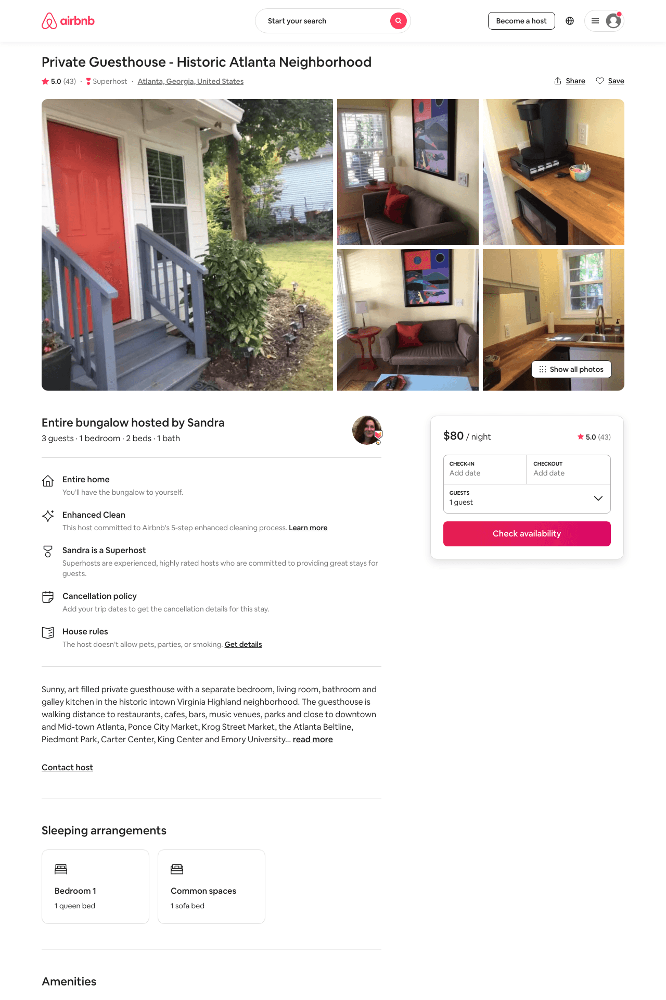 airbnb
Start your search
Become a host
Private Guesthouse - Historic Atlanta Neighborhood
5.0 (43) · Superhost · Atlanta, Georgia, United States
Share
Save
Show all photos
Entire bungalow hosted by Sandra
3 guests · 1 bedroom · 2 beds · 1 bath
Entire home
You’ll have the bungalow to yourself.
Enhanced Clean
This host committed to Airbnb's 5-step enhanced cleaning process. Learn more
Sandra is a Superhost
Superhosts are experienced, highly rated hosts who are committed to providing great stays for
guests.
Cancellation policy
Add your trip dates to get the cancellation details for this stay.
House rules
The host doesn’t allow pets, parties, or smoking. Get details
$80 / night
5.0 (43)
CHECK-IN
Add date
CHECKOUT
Add date
GUESTS
1 guest
Check availability
Sunny, art filled private guesthouse with a separate bedroom, living room, bathroom and
galley kitchen in the historic intown Virginia Highland neighborhood. The guesthouse is
walking distance to restaurants, cafes, bars, music venues, parks and close to downtown
and Mid-town Atlanta, Ponce City Market, Krog Street Market, the Atlanta Beltline,
Piedmont Park, Carter Center, King Center and Emory University... read more
Contact host
Sleeping arrangements
Bedroom 1
1 queen bed
Common spaces
1 sofa bed
Amenities